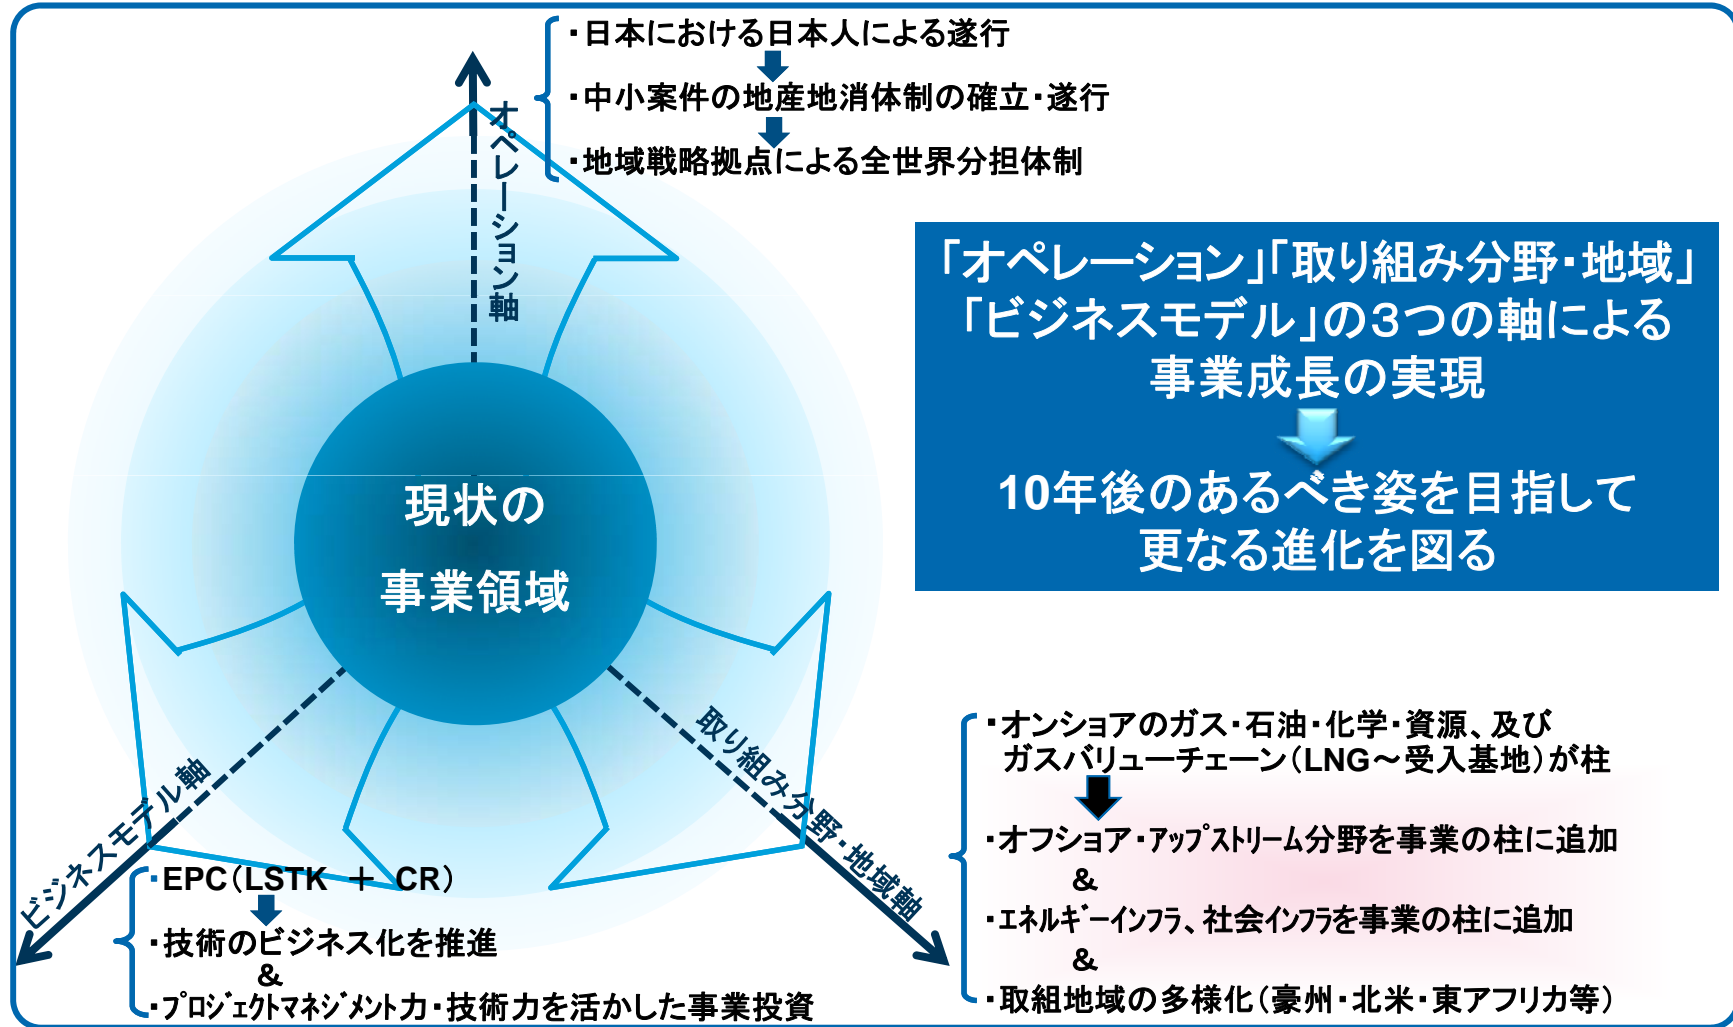 ・日本における日本人による遂行
・中小案件の地産地消体制の確立・遂行
・地域戦略拠点による全世界分担体制
オペレーション軸
「オペレーション」「取り組み分野・地域」
「ビジネスモデル」の３つの軸による
事業成長の実現
10年後のあるべき姿を目指して
更なる進化を図る
現状の
事業領域
ビジネスモデル軸
・EPC（LSTK ＋ CR）
・技術のビジネス化を推進
＆
・ﾌﾟﾛｼﾞｪｸﾄﾏﾈｼﾞﾒﾝﾄ力・技術力を活かした事業投資
取り組み分野・地域軸
・オンショアのガス・石油・化学・資源、及び
ガスバリューチェーン（LNG～受入基地）が柱
・オフショア・ｱｯﾌﾟｽﾄﾘｰﾑ分野を事業の柱に追加
＆
・ｴﾈﾙｷﾞｰｲﾝﾌﾗ、社会ｲﾝﾌﾗを事業の柱に追加
＆
・取組地域の多様化（豪州・北米・東アフリカ等）